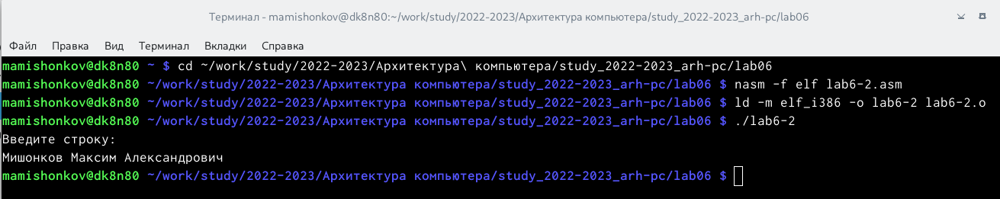 Терминал - mamishonkov@dk8n80:~/work/study/2022-2023/Архитектура компьютера/study_2022-2023_arh-pc/lab06
Файл Правка Вид Терминал Вкладки Справка
mamishonkov@dk8n80 ~ $ cd ~/work/study/2022-2023/Архитектура\ компьютера/study_2022-2023_arh-pc/lab06
mamishonkov@dk8n80 ~/work/study/2022-2023/Архитектура компьютера/study_2022-2023_arh-pc/lab06 $ nasm -f elf lab6-2.asm
mamishonkov@dk8n80 ~/work/study/2022-2023/Архитектура компьютера/study_2022-2023_arh-pc/lab06 $ ld -m elf_i386 -o lab6-2 lab6-2.o
mamishonkov@dk8n80 ~/work/study/2022-2023/Архитектура компьютера/study_2022-2023_arh-pc/lab06 $ ./lab6-2
Введите строку:
Мишонков Максим Александрович
mamishonkov@dk8n80 ~/work/study/2022-2023/Архитектура компьютера/study_2022-2023_arh-pc/lab06 $